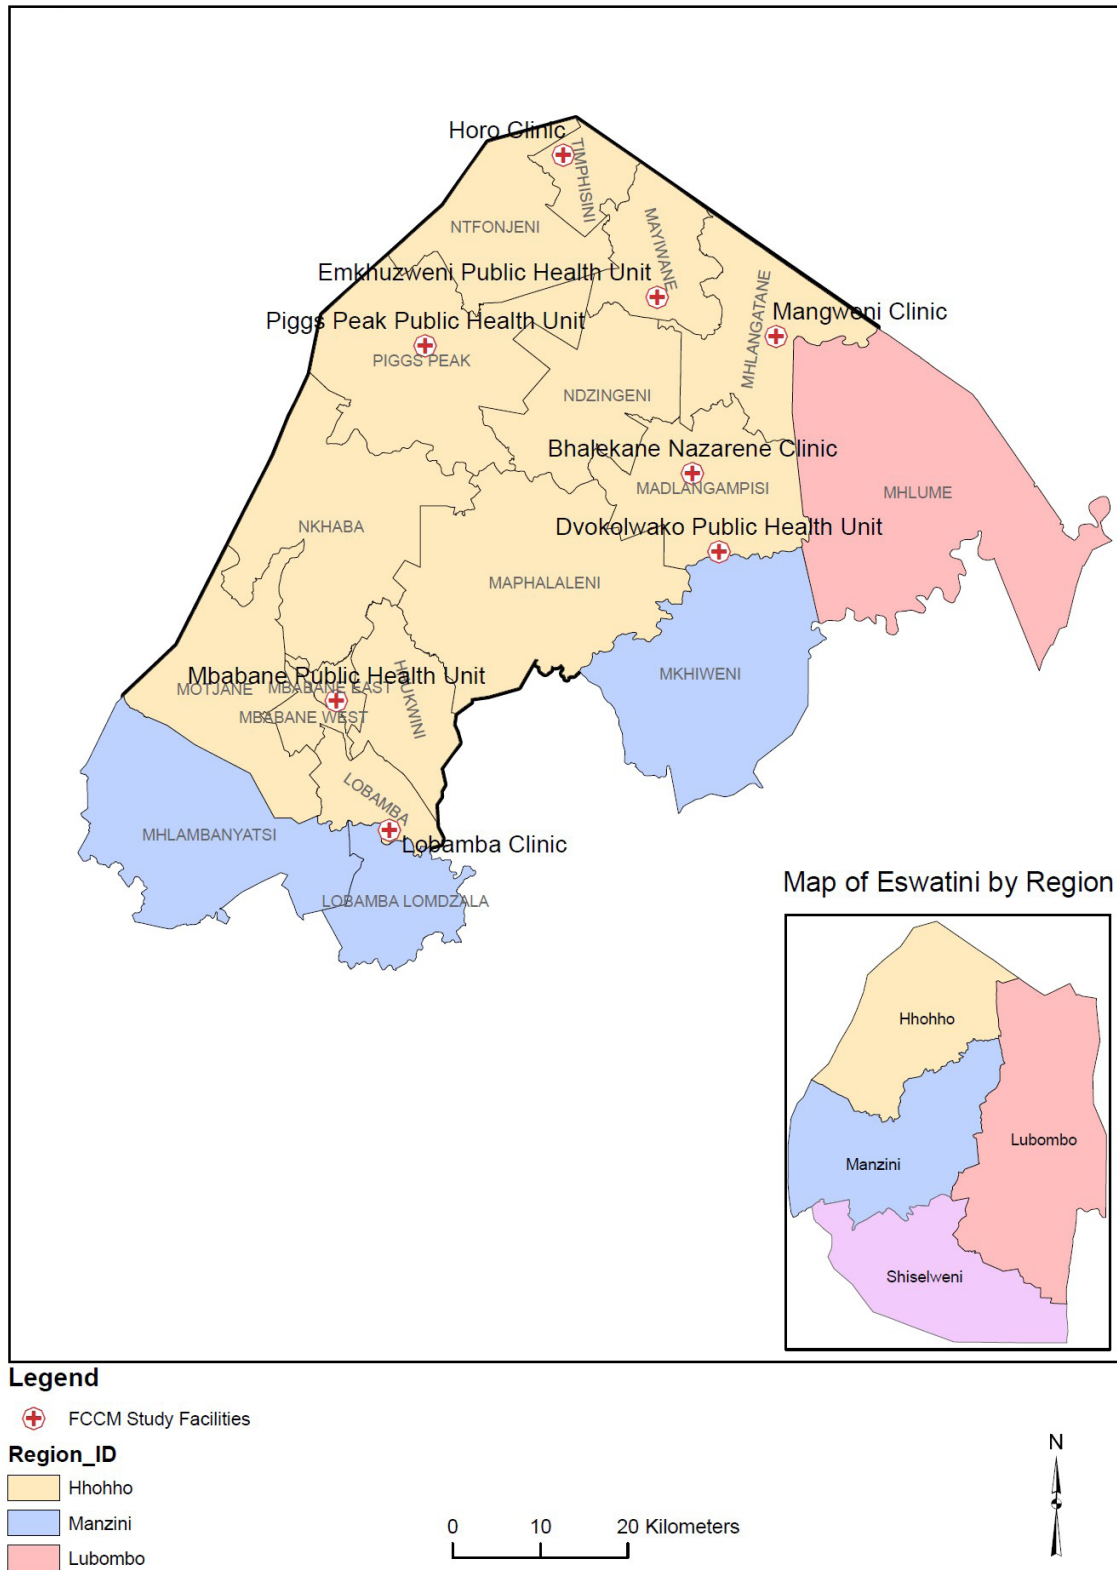 Horo Clinic
TIMPHISINI
NTFONJENI
MAYIWANE
Emkhuzweni Public Health Unit
Mangweni Clinic
MHLANGATANE
Piggs Peak Public Health Unit
PIGGS PEAK
NDZINGENI
Bhalekane Nazarene Clinic
MADLANGAMPISI
MHLUME
NKHABA
Dvokolwako Public Health Unit
MAPHALALENI
MKHIWENI
Mbabane Public Health Unit
MOTJANE
MBABANE EAST
HHUKWINI
MBABANE WEST
LOBAMBA
MHLAMBANYATSI
Lobamba Clinic
LOBAMBA LOMDZALA
Map of Eswatini by Region
Hhohho
Lubombo
Manzini
Shiselweni
Legend
FCCM Study Facilities
Region_ID
Hhohho
Manzini
Lubombo
0 10 20 Kilometers
N